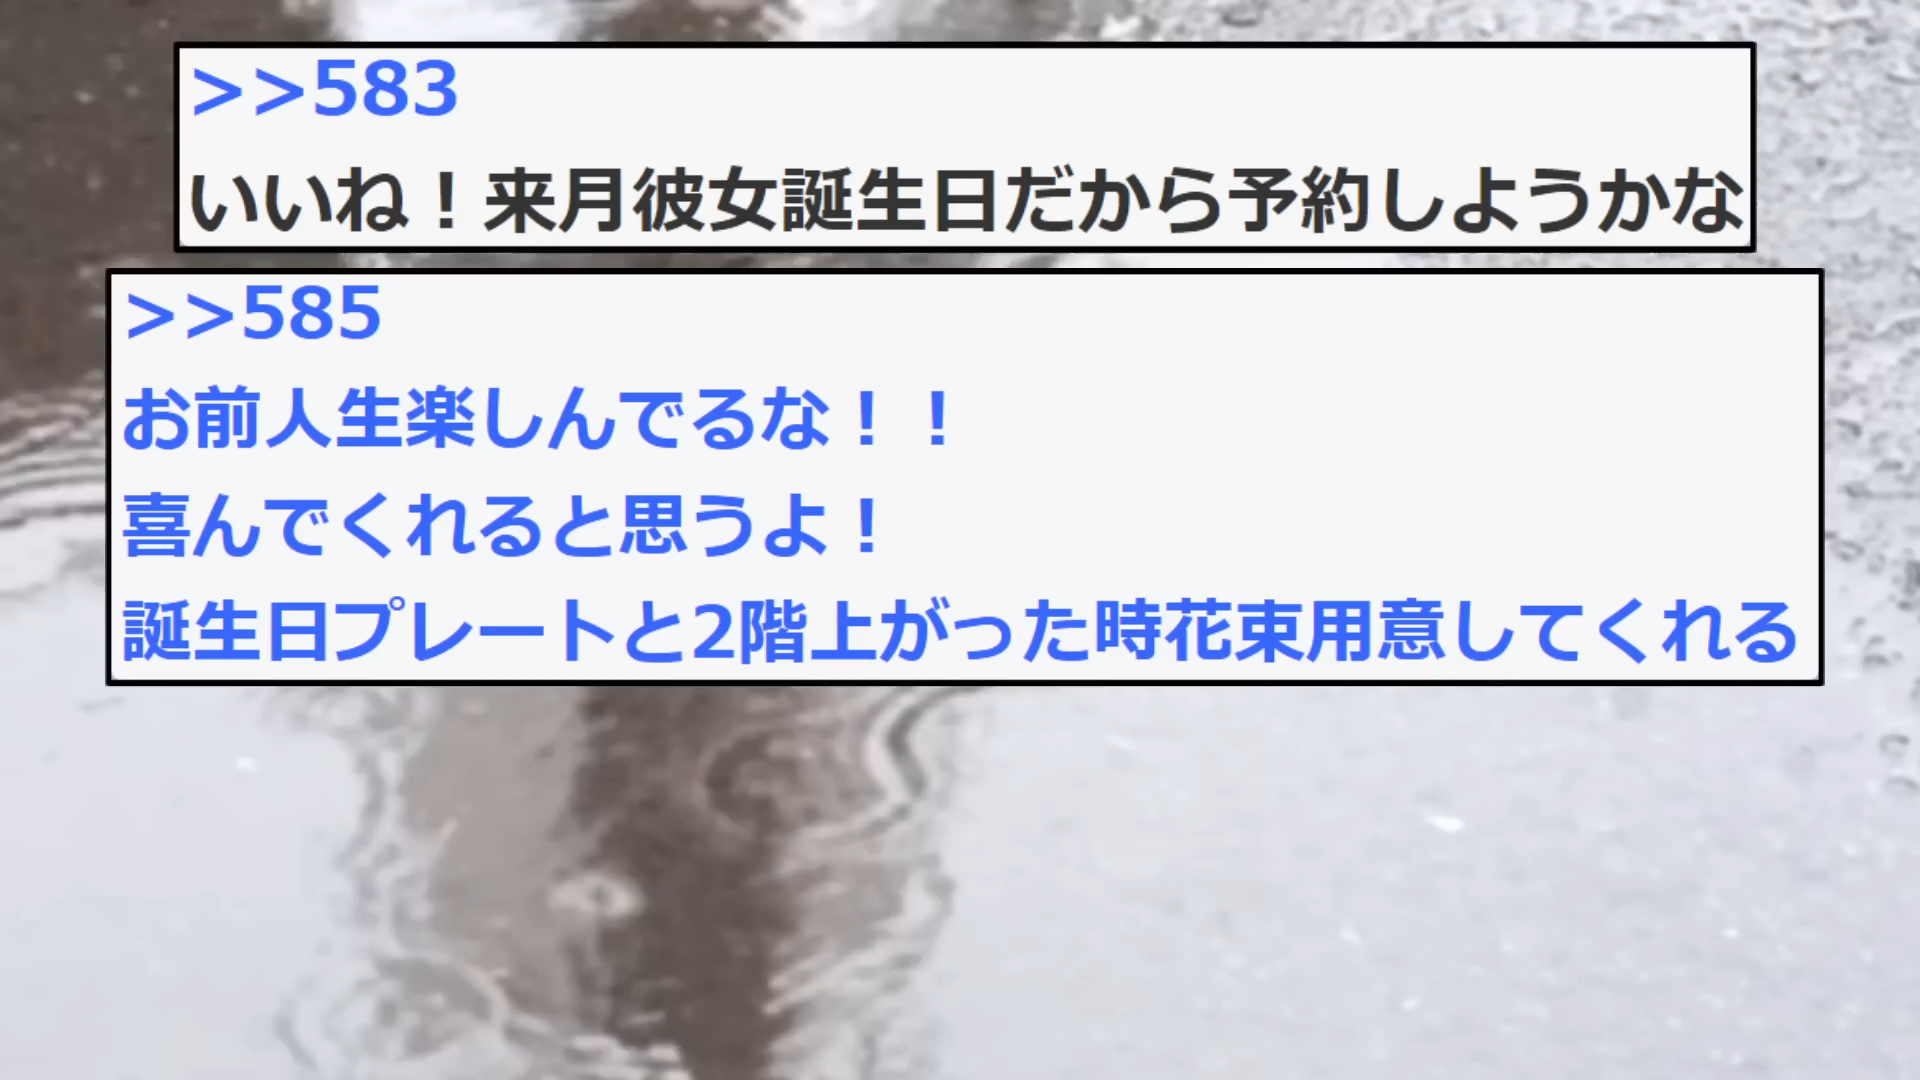 >>583
いいね！来月彼女誕生日だから予約しようかな
>>585
お前人生楽しんでるな！！
喜んでくれると思うよ！
誕生日プレートと2階上がった時花束用意してくれる